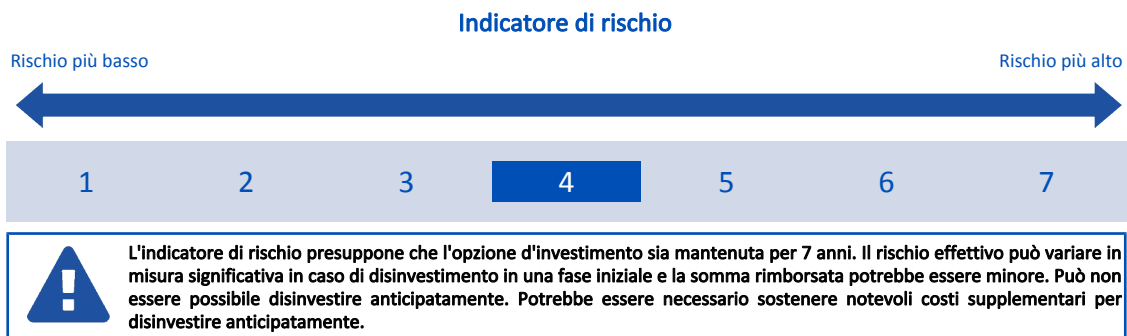 Indicatore di rischio
Rischio più basso
Rischio più alto
1 2 3 4 5 6 7
L'indicatore di rischio presuppone che l'opzione d'investimento sia mantenuta per 7 anni. Il rischio effettivo può variare in
misura significativa in caso di disinvestimento in una fase iniziale e la somma rimborsata potrebbe essere minore. Può non
essere possibile disinvestire anticipatamente. Potrebbe essere necessario sostenere notevoli costi supplementari per
disinvestire anticipatamente.